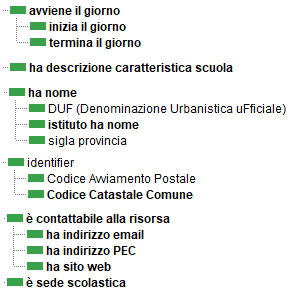 avviene il giorno
inizia il giorno
termina il giorno
ha descrizione caratteristica scuola
ha nome
DUF (Denominazione Urbanistica uFficiale)
istituto ha nome
sigla provincia
identifier
Codice Avviamento Postale
Codice Catastale Comune
è contattabile alla risorsa
ha indirizzo email
ha indirizzo PEC
ha sito web
è sede scolastica